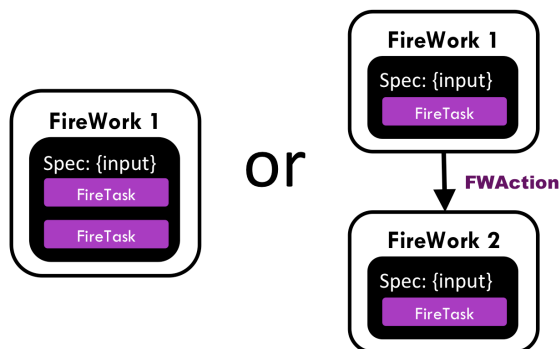 FireWork 1
Spec: {input}
FireTask
FireTask
or
FireWork 1
Spec: {input}
FireTask
FWAction
FireWork 2
Spec: {input}
FireTask